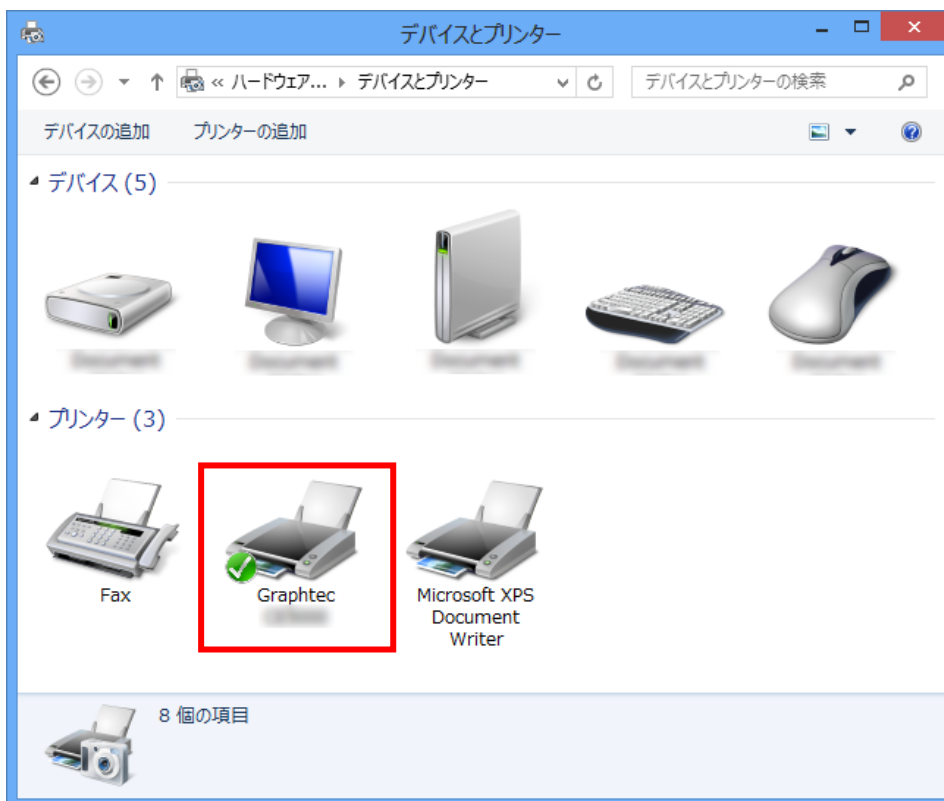 デバイスとプリンター
« ハードウェア... ▸ デバイスとプリンター
デバイスとプリンターの検索
デバイスの追加 プリンターの追加
デバイス (5)
プリンター (3)
Fax
Graphtec
Microsoft XPS
Document
Writer
8 個の項目